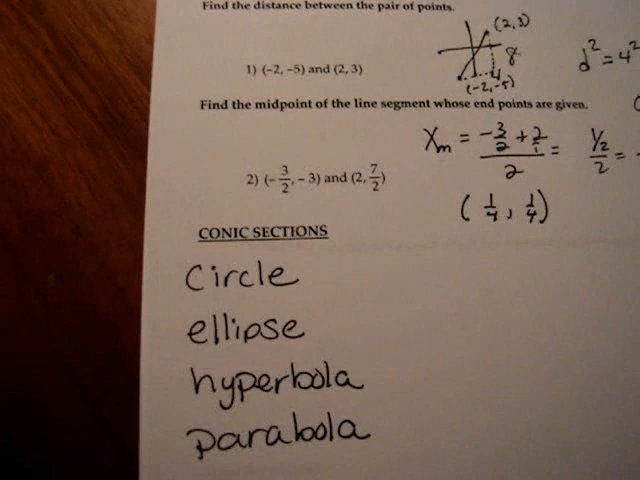 Find the distance between the pair of points.
(2, 3)
8
4
(-2, -5)
d² = 4²
1) (-2, -5) and (2, 3)
Find the midpoint of the line segment whose end points are given.
Xm = (-3/2 + 2/1)/2 = (1/2)/2 =
2) (-3/2, -3) and (2, 7/2)
(1/4, 1/4)
CONIC SECTIONS
Circle
ellipse
hyperbola
parabola